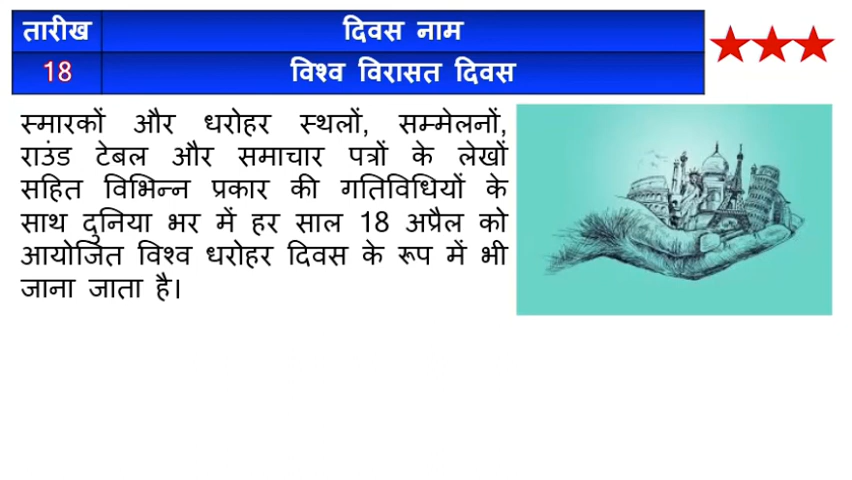 तारीख दिवस नाम
18 विश्व विरासत दिवस
स्मारकों और धरोहर स्थलों, सम्मेलनों,
राउंड टेबल और समाचार पत्रों के लेखों
सहित विभिन्न प्रकार की गतिविधियों के
साथ दुनिया भर में हर साल 18 अप्रैल को
आयोजित विश्व धरोहर दिवस के रूप में भी
जाना जाता है।